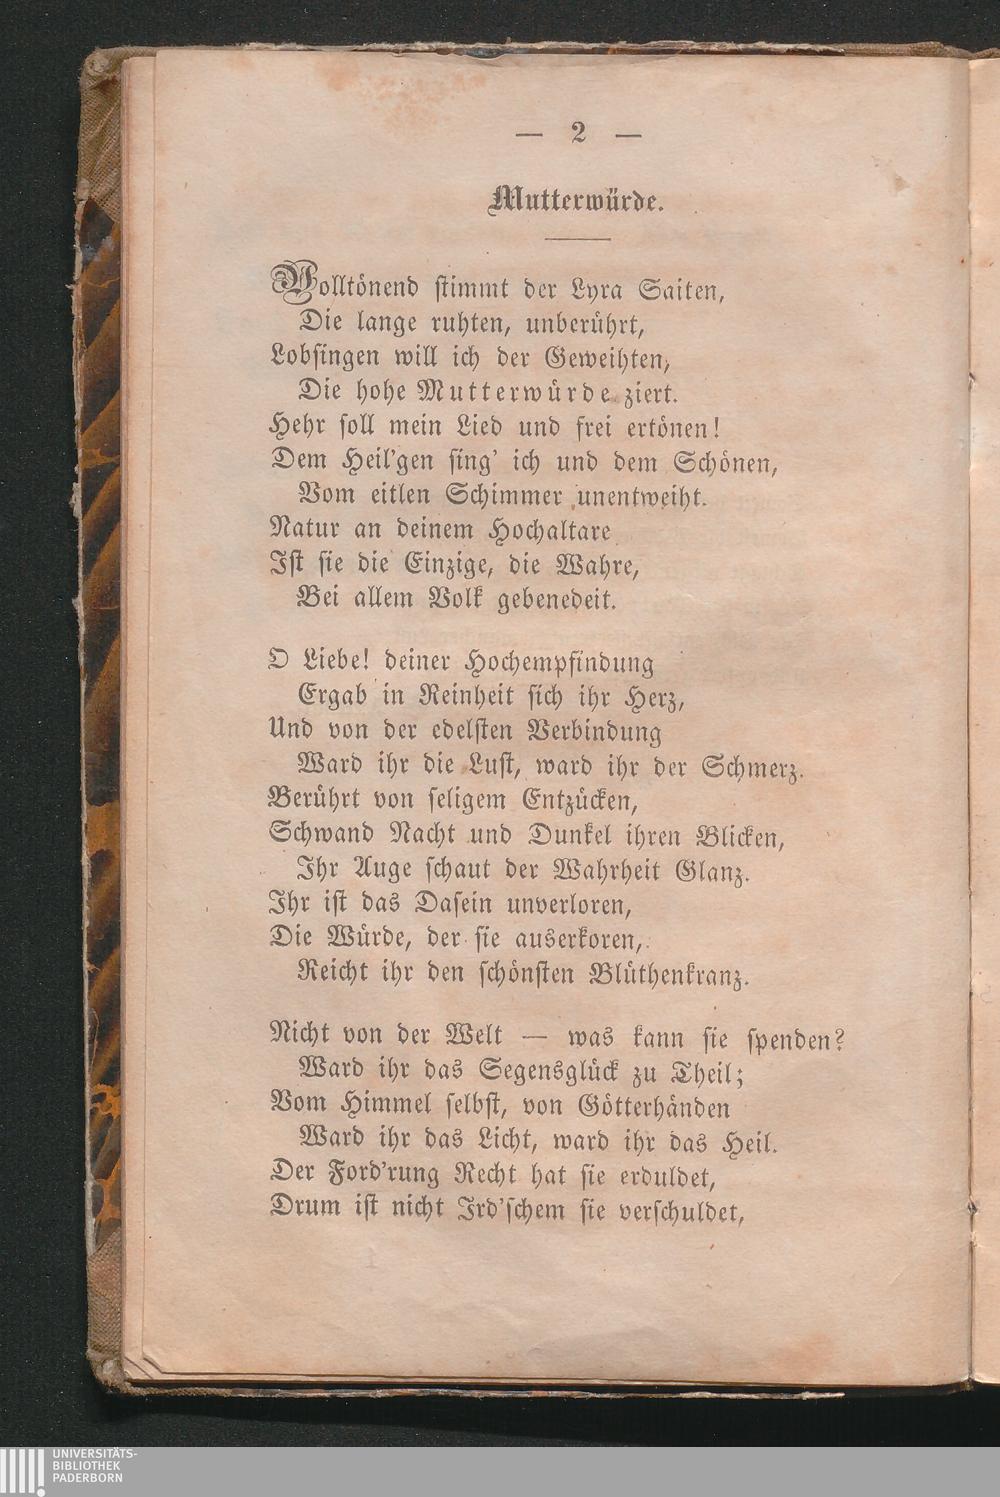 — 2 —
Mutterwürde.
Volltönend stimmt der Lyra Saiten,
Die lange ruhten, unberührt,
Lobsingen will ich der Geweihten,
Die hohe Mutterwürde ziert.
Hehr soll mein Lied und frei ertönen!
Dem Heil'gen sing' ich und dem Schönen,
Vom eitlen Schimmer unentweiht.
Natur an deinem Hochaltare
Ist sie die Einzige, die Wahre,
Bei allem Volk gebenedeit.
O Liebe! deiner Hochempfindung
Ergab in Reinheit sich ihr Herz,
Und von der edelsten Verbindung
Ward ihr die Lust, ward ihr der Schmerz.
Berührt von seligem Entzücken,
Schwand Nacht und Dunkel ihren Blicken,
Ihr Auge schaut der Wahrheit Glanz.
Ihr ist das Dasein unverloren,
Die Würde, der sie auserkoren,
Reicht ihr den schönsten Blüthenkranz.
Nicht von der Welt — was kann sie spenden?
Ward ihr das Segensglück zu Theil;
Vom Himmel selbst, von Götterhänden
Ward ihr das Licht, ward ihr das Heil.
Der Ford'rung Recht hat sie erduldet,
Drum ist nicht Ird'schem sie verschuldet,
UNIVERSITÄTS-
BIBLIOTHEK
PADERBORN